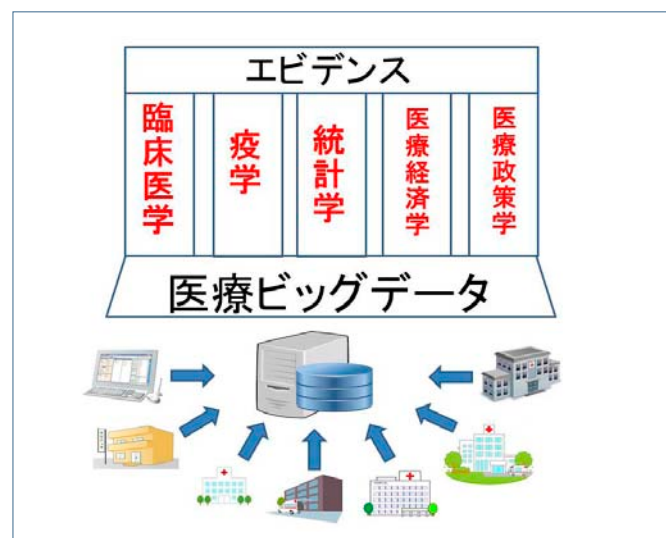 エビデンス
臨床医学
疫学
統計学
医療経済学
医療政策学
医療ビッグデータ